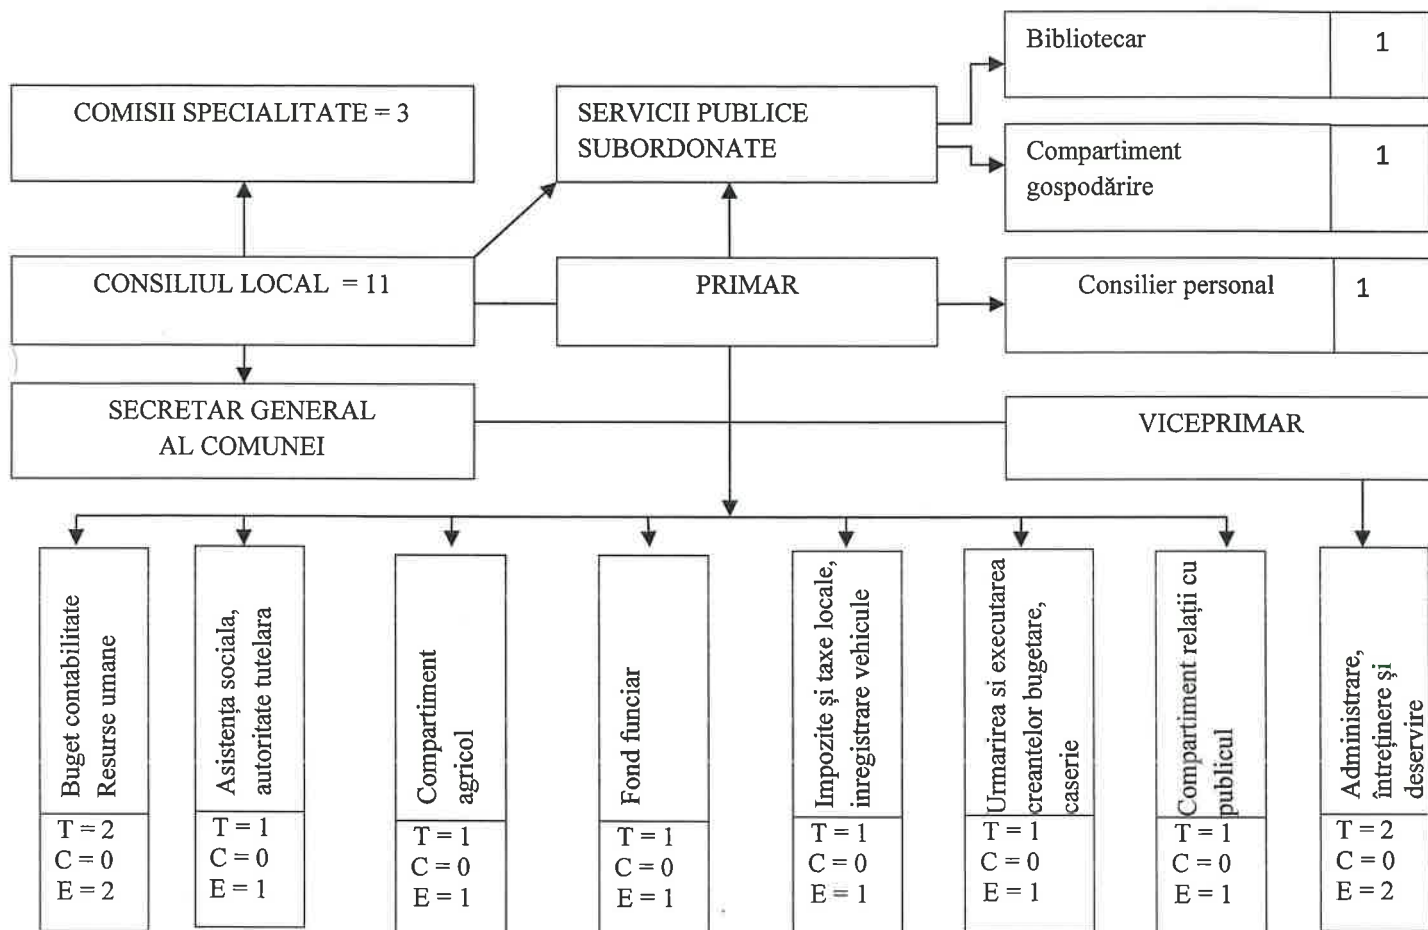 Bibliotecar 1
COMISII SPECIALITATE = 3
SERVICII PUBLICE
SUBORDONATE
Compartiment
gospodărire
1
CONSILIUL LOCAL = 11
PRIMAR
Consilier personal 1
SECRETAR GENERAL
AL COMUNEI
VICEPRIMAR
Buget contabilitate
Resurse umane
T = 2
C = 0
E = 2
Asistența sociala,
autoritate tutelara
T = 1
C = 0
E = 1
Compartiment
agricol
T = 1
C = 0
E = 1
Fond funciar
T = 1
C = 0
E = 1
Impozite și taxe locale,
inregistrare vehicule
T = 1
C = 0
E = 1
Urmarirea si executarea
creantelor bugetare,
caserie
T = 1
C = 0
E = 1
Compartiment relații cu
publicul
T = 1
C = 0
E = 1
Administrare,
întreținere și
deservire
T = 2
C = 0
E = 2